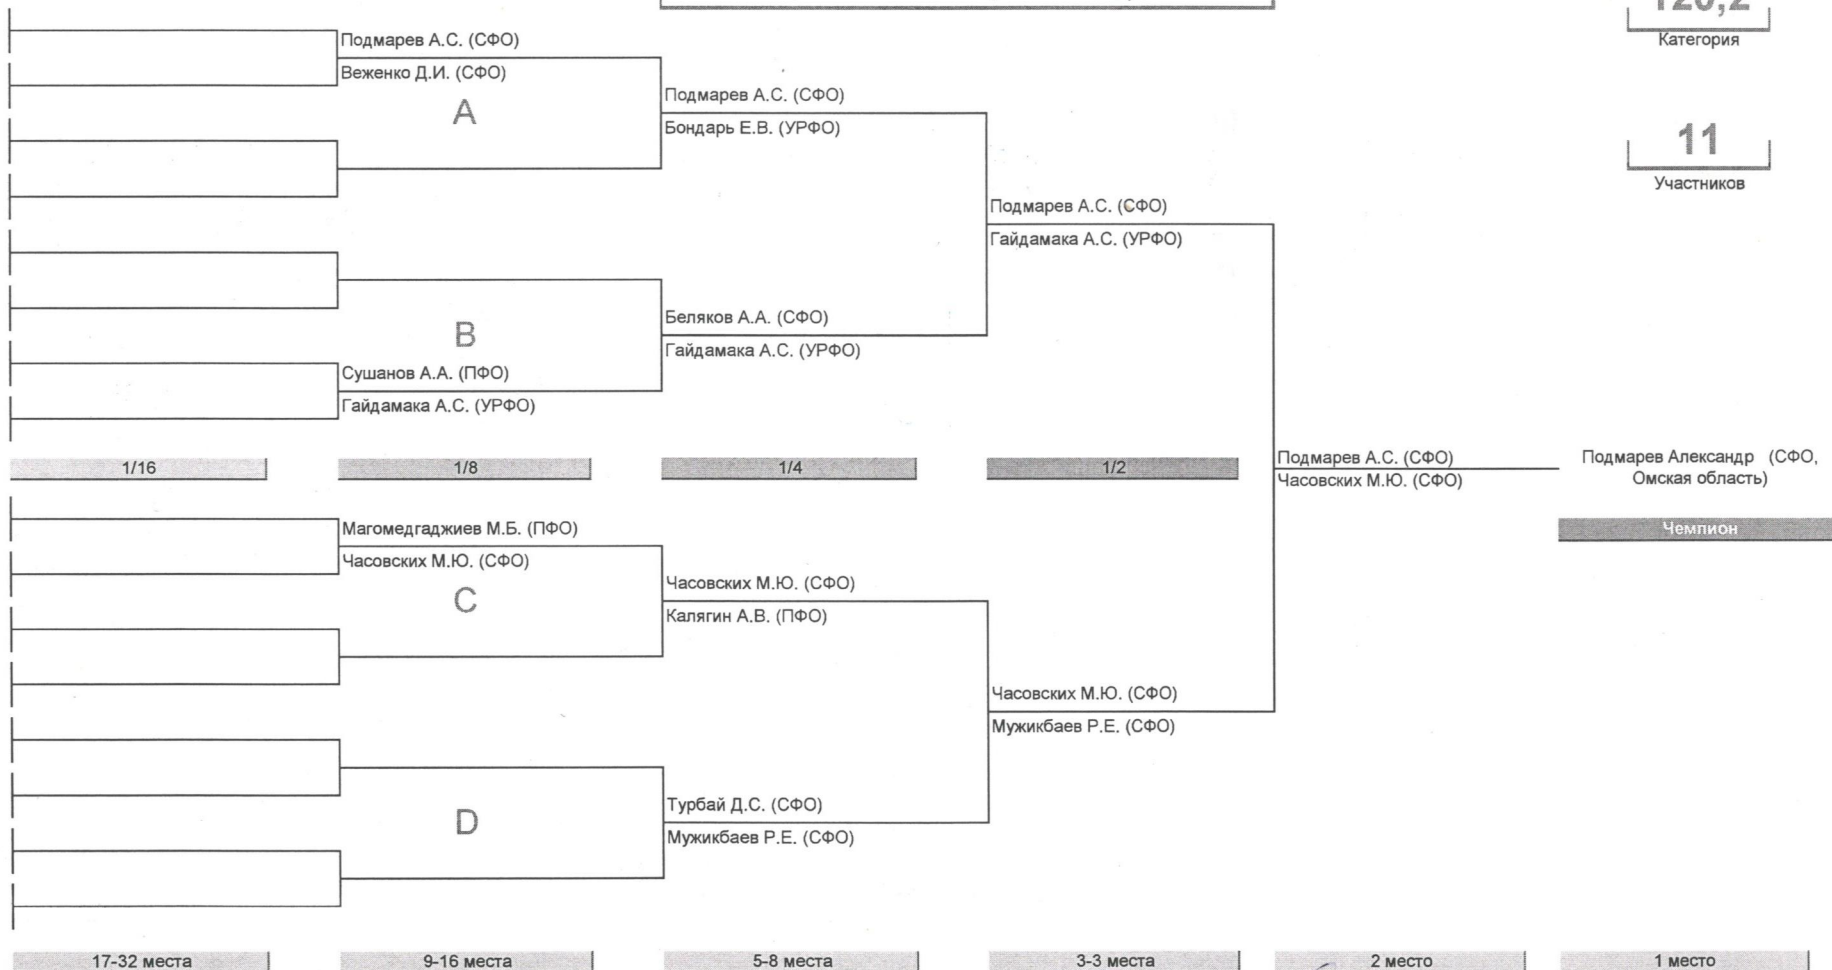 120,2
Категория
11
Участников
Подмарев А.С. (СФО)
Веженко Д.И. (СФО)
A
Подмарев А.С. (СФО)
Бондарь Е.В. (УРФО)
Подмарев А.С. (СФО)
Гайдамака А.С. (УРФО)
B
Беляков А.А. (СФО)
Гайдамака А.С. (УРФО)
Сушанов А.А. (ПФО)
Гайдамака А.С. (УРФО)
1/16
1/8
1/4
1/2
Подмарев А.С. (СФО)
Часовских М.Ю. (СФО)
Подмарев Александр (СФО,
Омская область)
Чемпион
Магомедгаджиев М.Б. (ПФО)
Часовских М.Ю. (СФО)
C
Часовских М.Ю. (СФО)
Калягин А.В. (ПФО)
Часовских М.Ю. (СФО)
Мужикбаев Р.Е. (СФО)
D
Турбай Д.С. (СФО)
Мужикбаев Р.Е. (СФО)
17-32 места
9-16 места
5-8 места
3-3 места
2 место
1 место